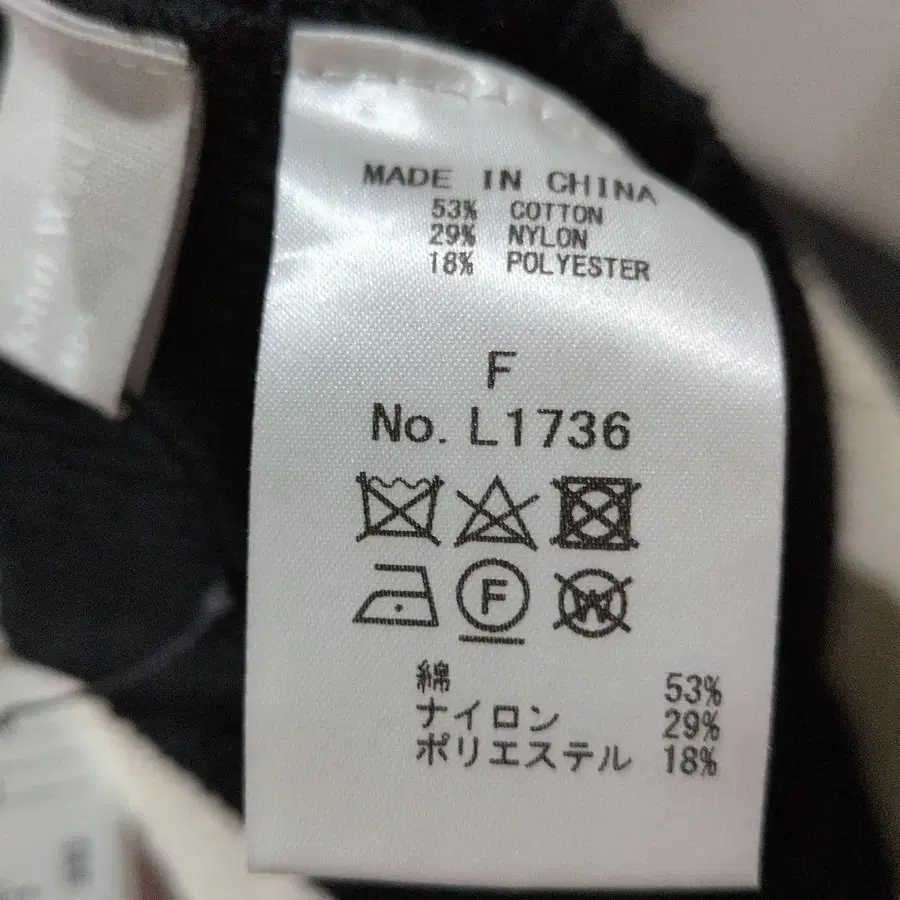 MADE IN CHINA
53% COTTON
29% NYLON
18% POLYESTER
F
No. L1736
F
W
綿 53%
ナイロン 29%
ポリエステル 18%